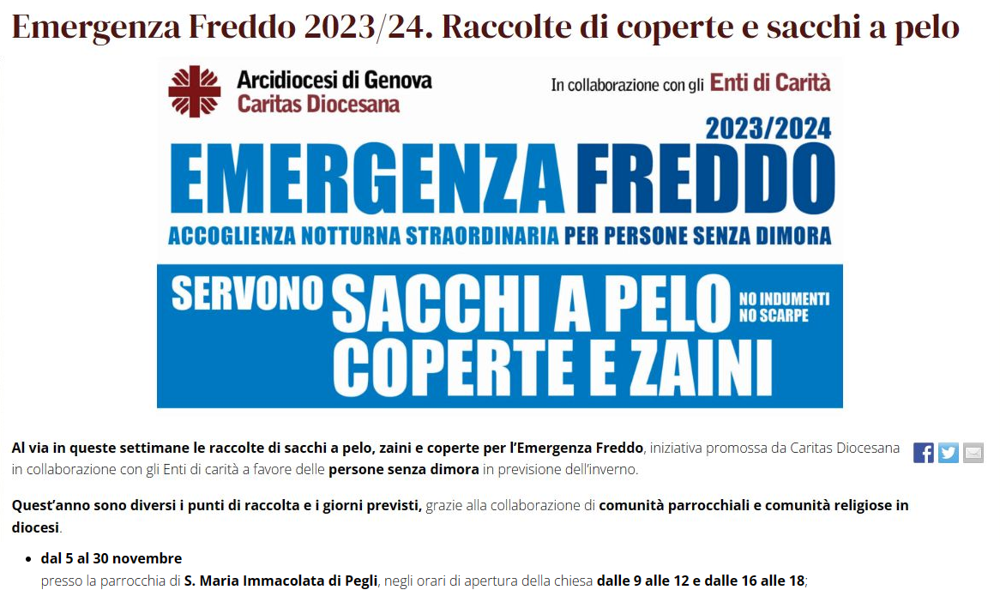 Emergenza Freddo 2023/24. Raccolte di coperte e sacchi a pelo
Arcidiocesi di Genova
Caritas Diocesana
In collaborazione con gli Enti di Carità
2023/2024
EMERGENZA FREDDO
ACCOGLIENZA NOTTURNA STRAORDINARIA PER PERSONE SENZA DIMORA
SERVONO SACCHI A PELO
NO INDUMENTI
NO SCARPE
COPERTE E ZAINI
Al via in queste settimane le raccolte di sacchi a pelo, zaini e coperte per l’Emergenza Freddo, iniziativa promossa da Caritas Diocesana
in collaborazione con gli Enti di carità a favore delle persone senza dimora in previsione dell’inverno.
Quest’anno sono diversi i punti di raccolta e i giorni previsti, grazie alla collaborazione di comunità parrocchiali e comunità religiose in
diocesi.
• dal 5 al 30 novembre
presso la parrocchia di S. Maria Immacolata di Pegli, negli orari di apertura della chiesa dalle 9 alle 12 e dalle 16 alle 18;